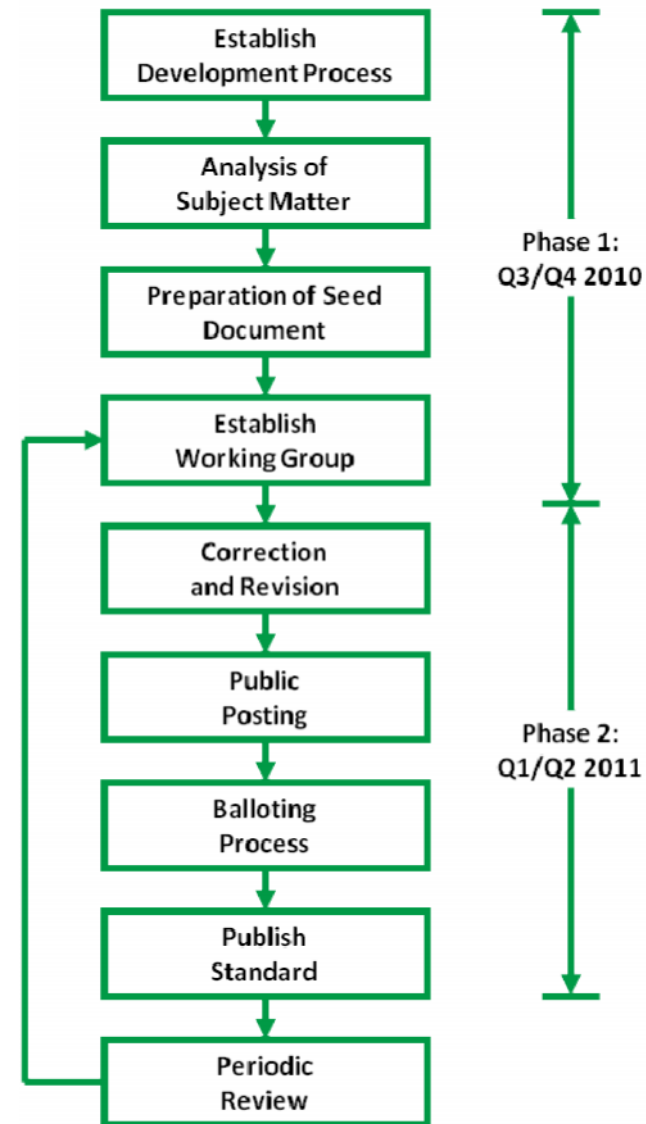 Establish
Development Process
Analysis of
Subject Matter
Preparation of Seed
Document
Establish
Working Group
Correction
and Revision
Public
Posting
Balloting
Process
Publish
Standard
Periodic
Review
Phase 1:
Q3/Q4 2010
Phase 2:
Q1/Q2 2011